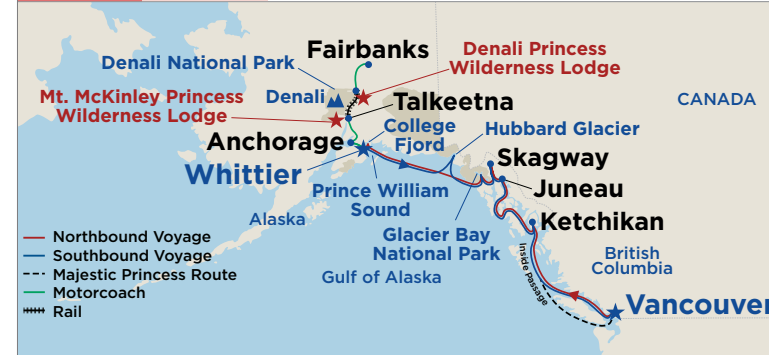 Fairbanks
Denali National Park
Denali Princess
Wilderness Lodge
Mt. McKinley Princess
Wilderness Lodge
Denali
Talkeetna
CANADA
College
Fjord
Hubbard Glacier
Anchorage
Whittier
Skagway
Prince William
Sound
Juneau
Alaska
Ketchikan
Glacier Bay
National Park
Northbound Voyage
Southbound Voyage
Majestic Princess Route
Motorcoach
Rail
Gulf of Alaska
Inside Passage
British
Columbia
Vancouver